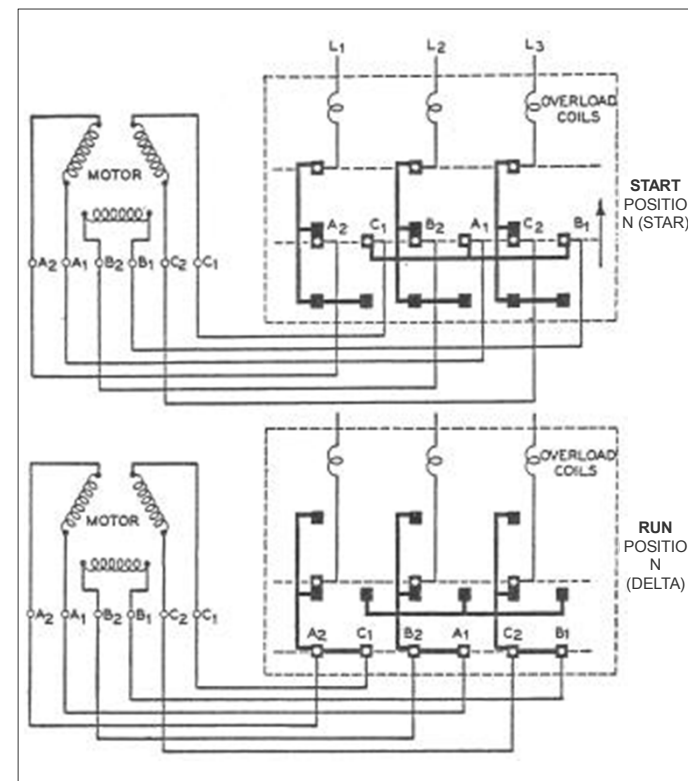 L1 L2 L3
OVERLOAD
COILS
MOTOR
START
POSITIO
N (STAR)
A2 C1 B2 A1 C2 B1
A2 A1 B2 B1 C2 C1
OVERLOAD
COILS
MOTOR
RUN
POSITIO
N
(DELTA)
A2 A1 B2 B1 C2 C1
A2 C1 B2 A1 C2 B1